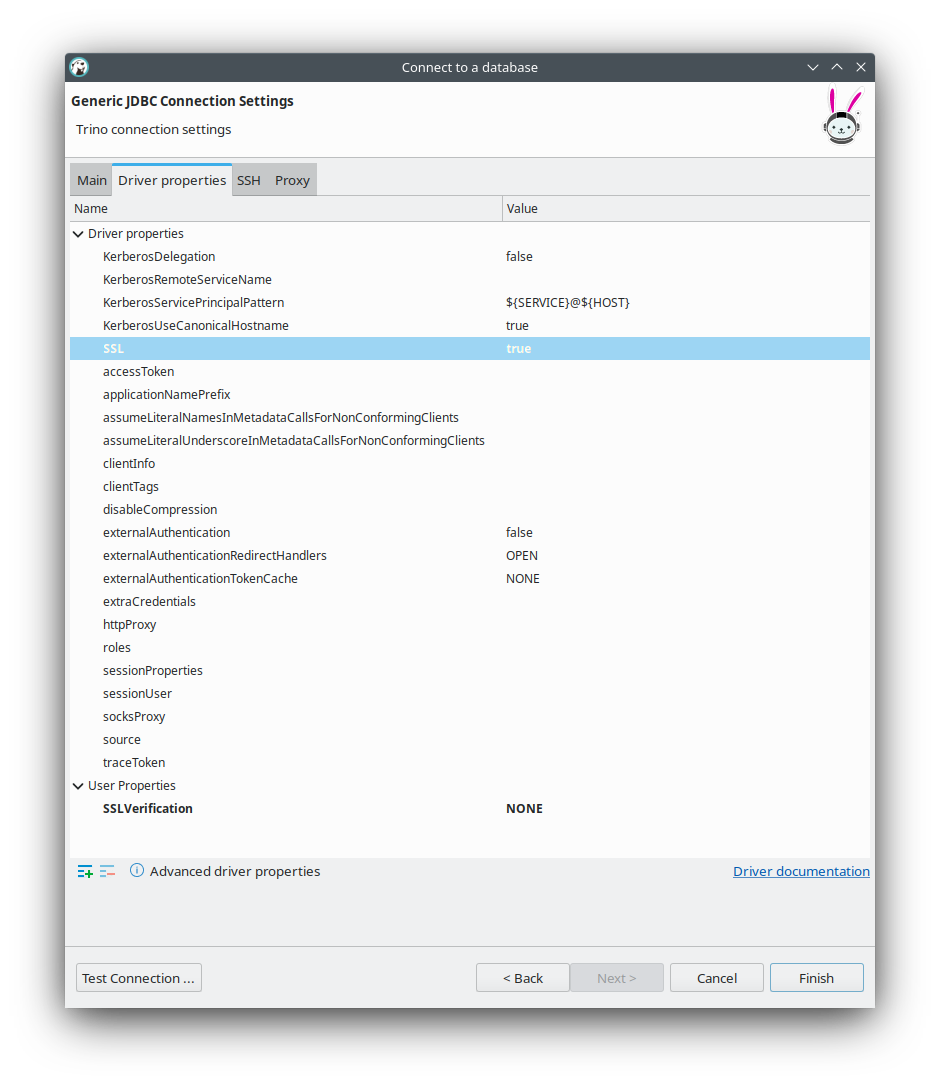 Connect to a database
Generic JDBC Connection Settings
Trino connection settings
Main Driver properties SSH Proxy
Name Value
Driver properties
KerberosDelegation false
KerberosRemoteServiceName
KerberosServicePrincipalPattern ${SERVICE}@${HOST}
KerberosUseCanonicalHostname true
SSL true
accessToken
applicationNamePrefix
assumeLiteralNamesInMetadataCallsForNonConformingClients
assumeLiteralUnderscoreInMetadataCallsForNonConformingClients
clientInfo
clientTags
disableCompression
externalAuthentication false
externalAuthenticationRedirectHandlers OPEN
externalAuthenticationTokenCache NONE
extraCredentials
httpProxy
roles
sessionProperties
sessionUser
socksProxy
source
traceToken
User Properties
SSLVerification NONE
Advanced driver properties Driver documentation
Test Connection ... < Back Next > Cancel Finish